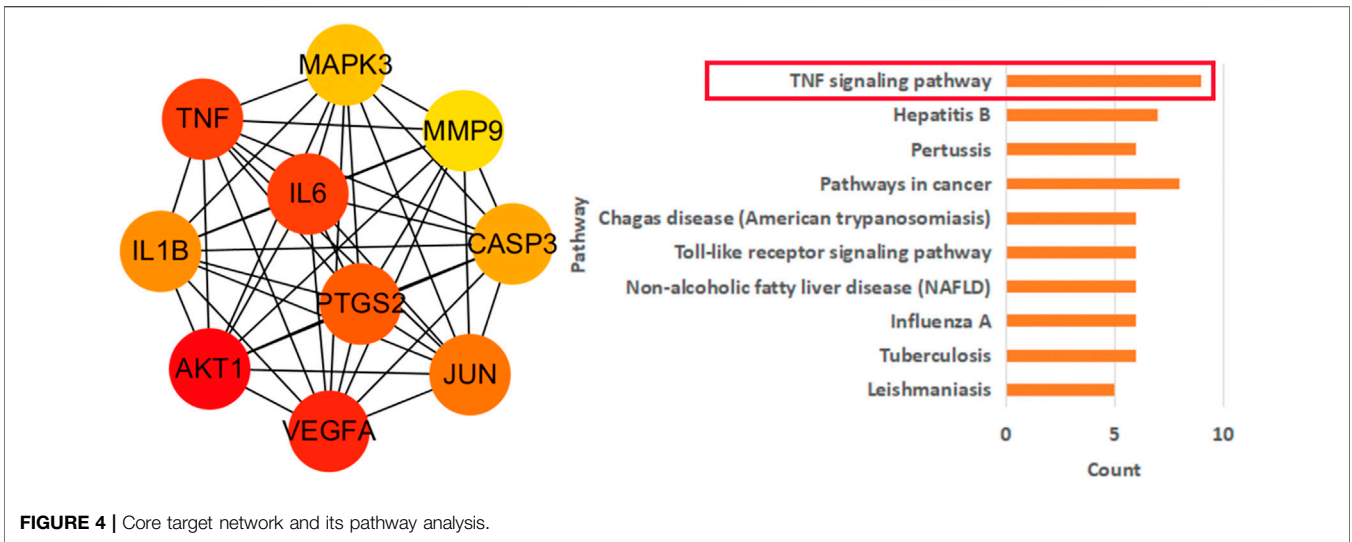 MAPK3
TNF
MMP9
IL6
IL1B
CASP3
PTGS2
AKT1
JUN
VEGFA
Pathway
TNF signaling pathway
Hepatitis B
Pertussis
Pathways in cancer
Chagas disease (American trypanosomiasis)
Toll-like receptor signaling pathway
Non-alcoholic fatty liver disease (NAFLD)
Influenza A
Tuberculosis
Leishmaniasis
0 5 10
Count
FIGURE 4 | Core target network and its pathway analysis.